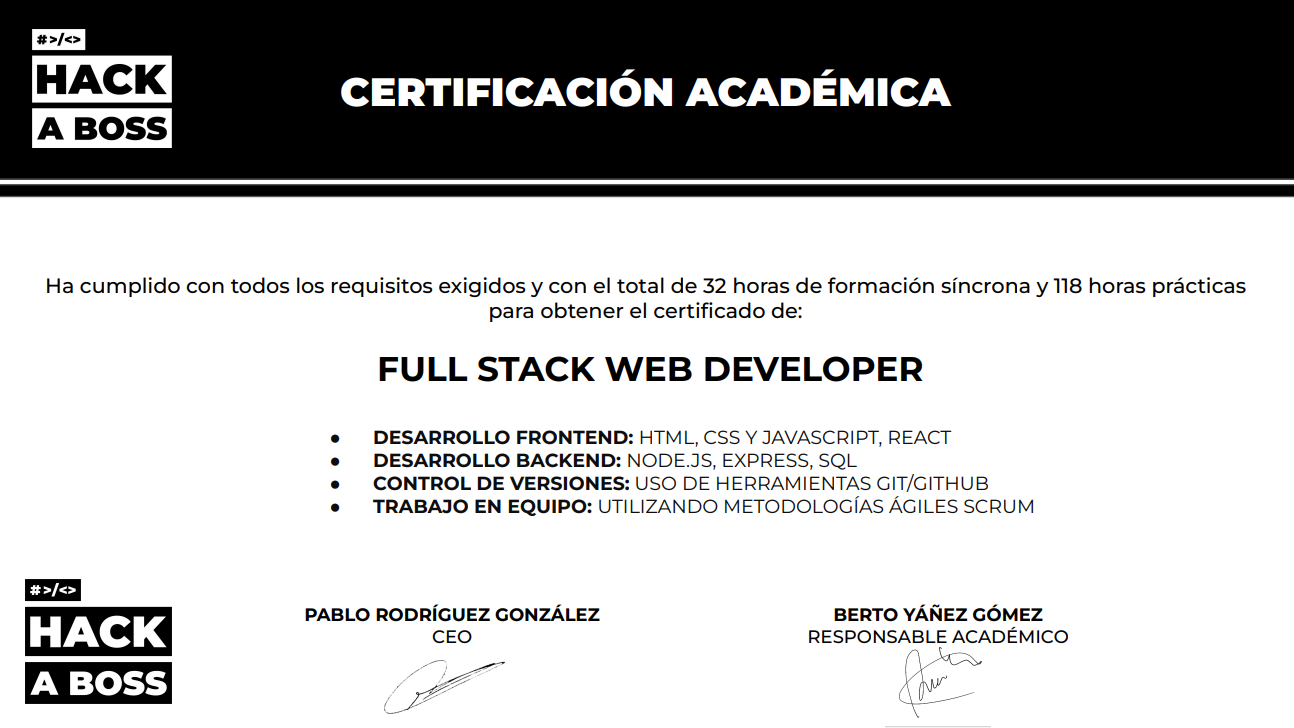 #>/<>
HACK
A BOSS
CERTIFICACIÓN ACADÉMICA
Ha cumplido con todos los requisitos exigidos y con el total de 32 horas de formación síncrona y 118 horas prácticas
para obtener el certificado de:
FULL STACK WEB DEVELOPER
● DESARROLLO FRONTEND: HTML, CSS Y JAVASCRIPT, REACT
● DESARROLLO BACKEND: NODE.JS, EXPRESS, SQL
● CONTROL DE VERSIONES: USO DE HERRAMIENTAS GIT/GITHUB
● TRABAJO EN EQUIPO: UTILIZANDO METODOLOGÍAS ÁGILES SCRUM
#>/<>
HACK
A BOSS
PABLO RODRÍGUEZ GONZÁLEZ
CEO
BERTO YÁÑEZ GÓMEZ
RESPONSABLE ACADÉMICO